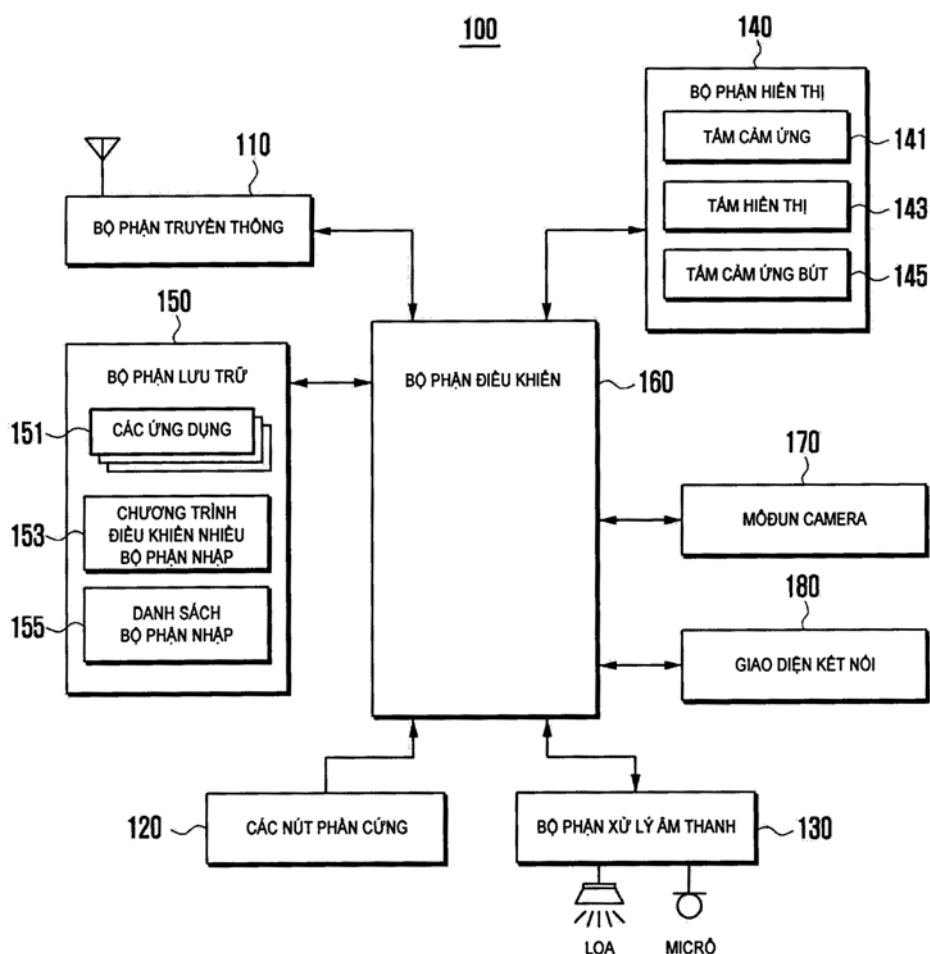 100
140
BỘ PHẬN HIỂN THỊ
TẤM CẢM ỨNG
141
TẤM HIỂN THỊ
143
TẤM CẢM ỨNG BÚT
145
110
BỘ PHẬN TRUYỀN THÔNG
150
BỘ PHẬN LƯU TRỮ
151
CÁC ỨNG DỤNG
153
CHƯƠNG TRÌNH
ĐIỀU KHIỂN NHIỀU
BỘ PHẬN NHẬP
155
DANH SÁCH
BỘ PHẬN NHẬP
BỘ PHẬN ĐIỀU KHIỂN
160
170
MÔĐUN CAMERA
180
GIAO DIỆN KẾT NỐI
120
CÁC NÚT PHẦN CỨNG
BỘ PHẬN XỬ LÝ ÂM THANH
130
LOA
MICRÔ